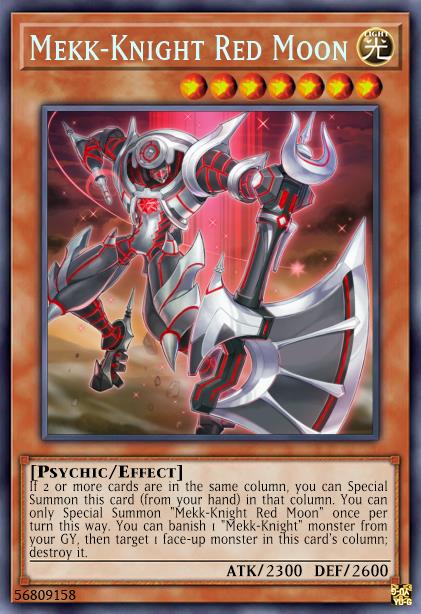 Mekk-Knight Red Moon
LIGHT
光
[Psychic/Effect]
If 2 or more cards are in the same column, you can Special
Summon this card (from your hand) in that column. You can
only Special Summon "Mekk-Knight Red Moon" once per
turn this way. You can banish 1 "Mekk-Knight" monster from
your GY, then target 1 face-up monster in this card's column;
destroy it.
ATK/2300 DEF/2600
56809158